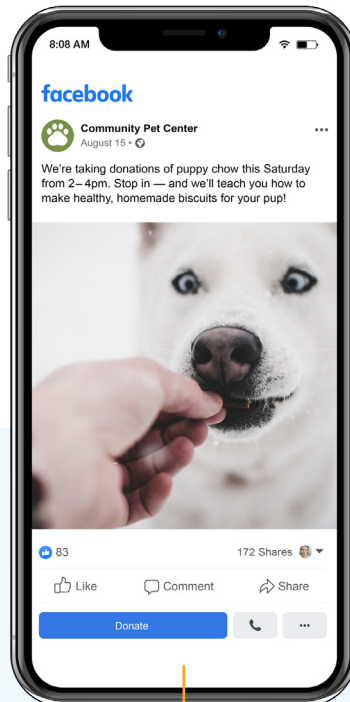 8:08 AM
facebook
Community Pet Center
August 15 •
We're taking donations of puppy chow this Saturday
from 2–4pm. Stop in — and we'll teach you how to
make healthy, homemade biscuits for your pup!
83
172 Shares
Like Comment Share
Donate